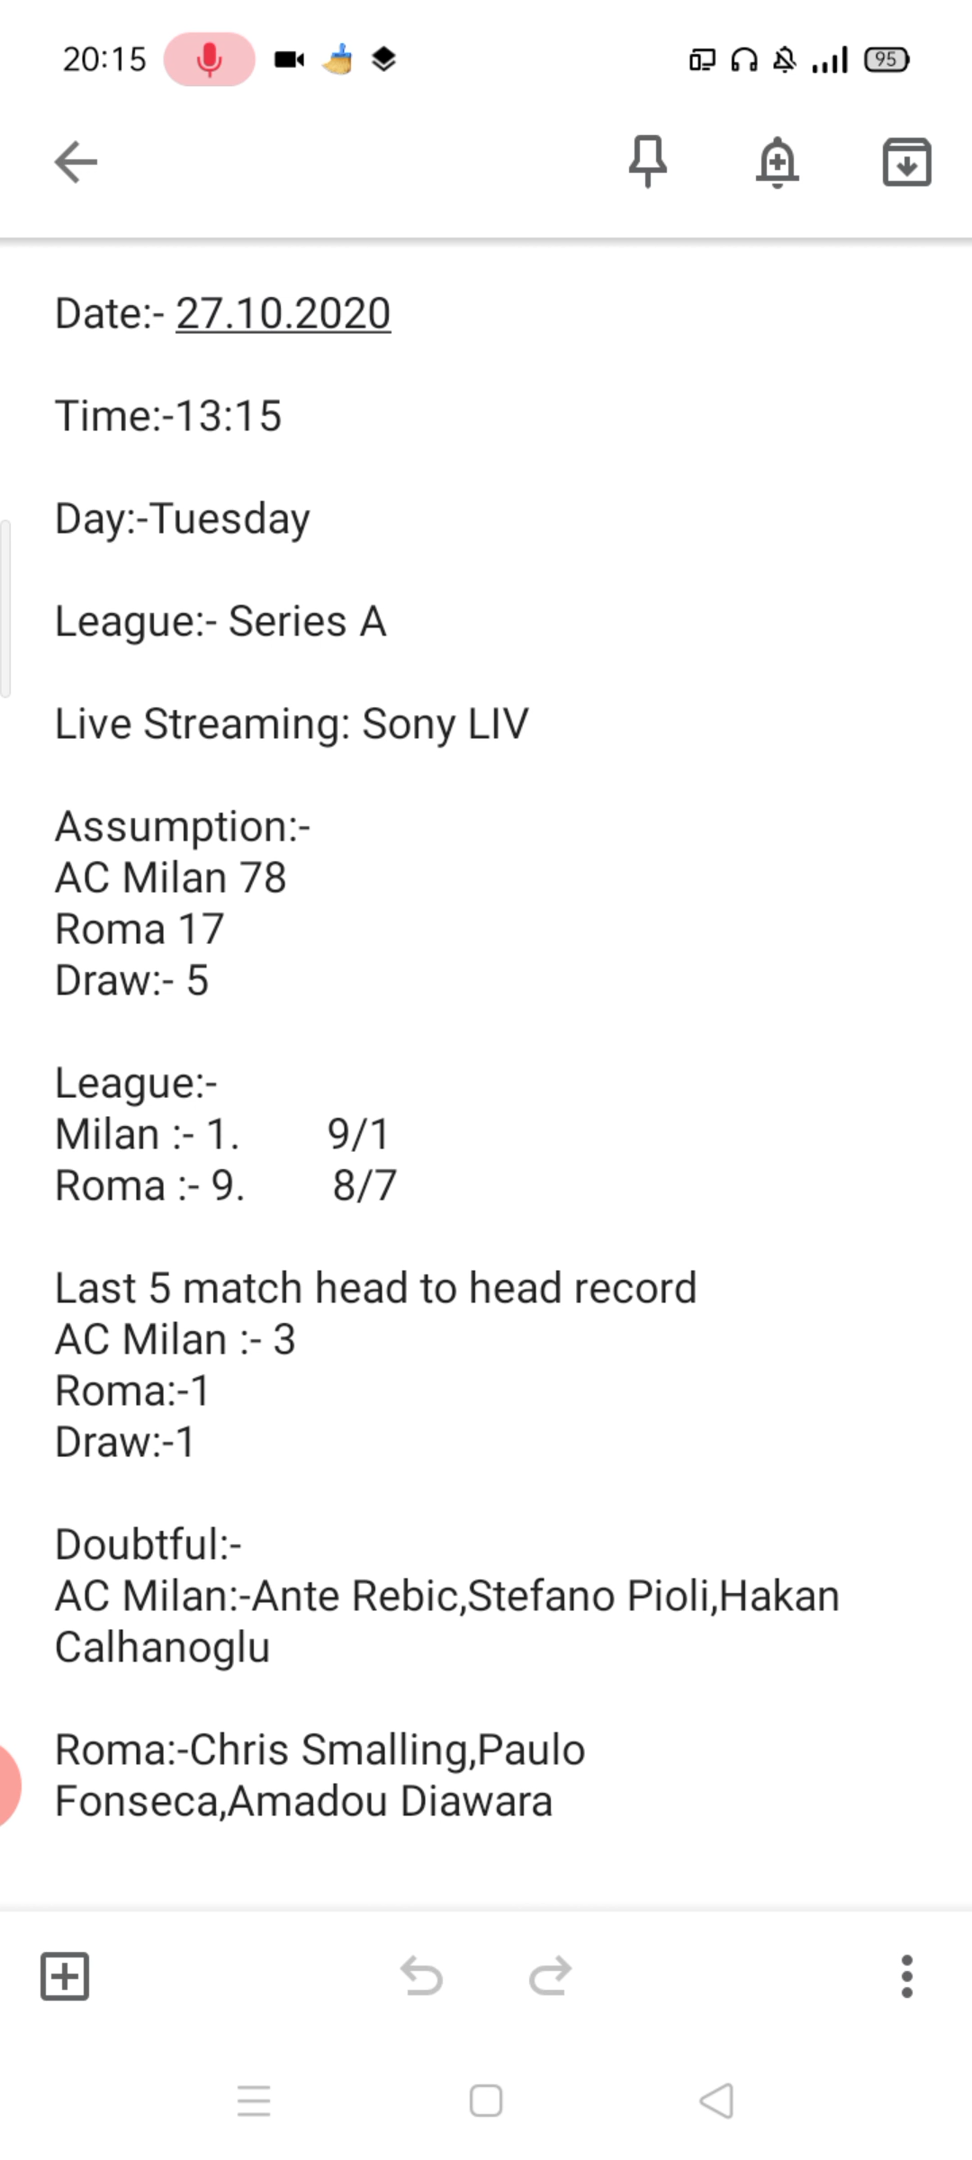 20:15
95
Date:- 27.10.2020
Time:-13:15
Day:-Tuesday
League:- Series A
Live Streaming: Sony LIV
Assumption:-
AC Milan 78
Roma 17
Draw:- 5
League:-
Milan :- 1. 9/1
Roma :- 9. 8/7
Last 5 match head to head record
AC Milan :- 3
Roma:-1
Draw:-1
Doubtful:-
AC Milan:-Ante Rebic,Stefano Pioli,Hakan
Calhanoglu
Roma:-Chris Smalling,Paulo
Fonseca,Amadou Diawara